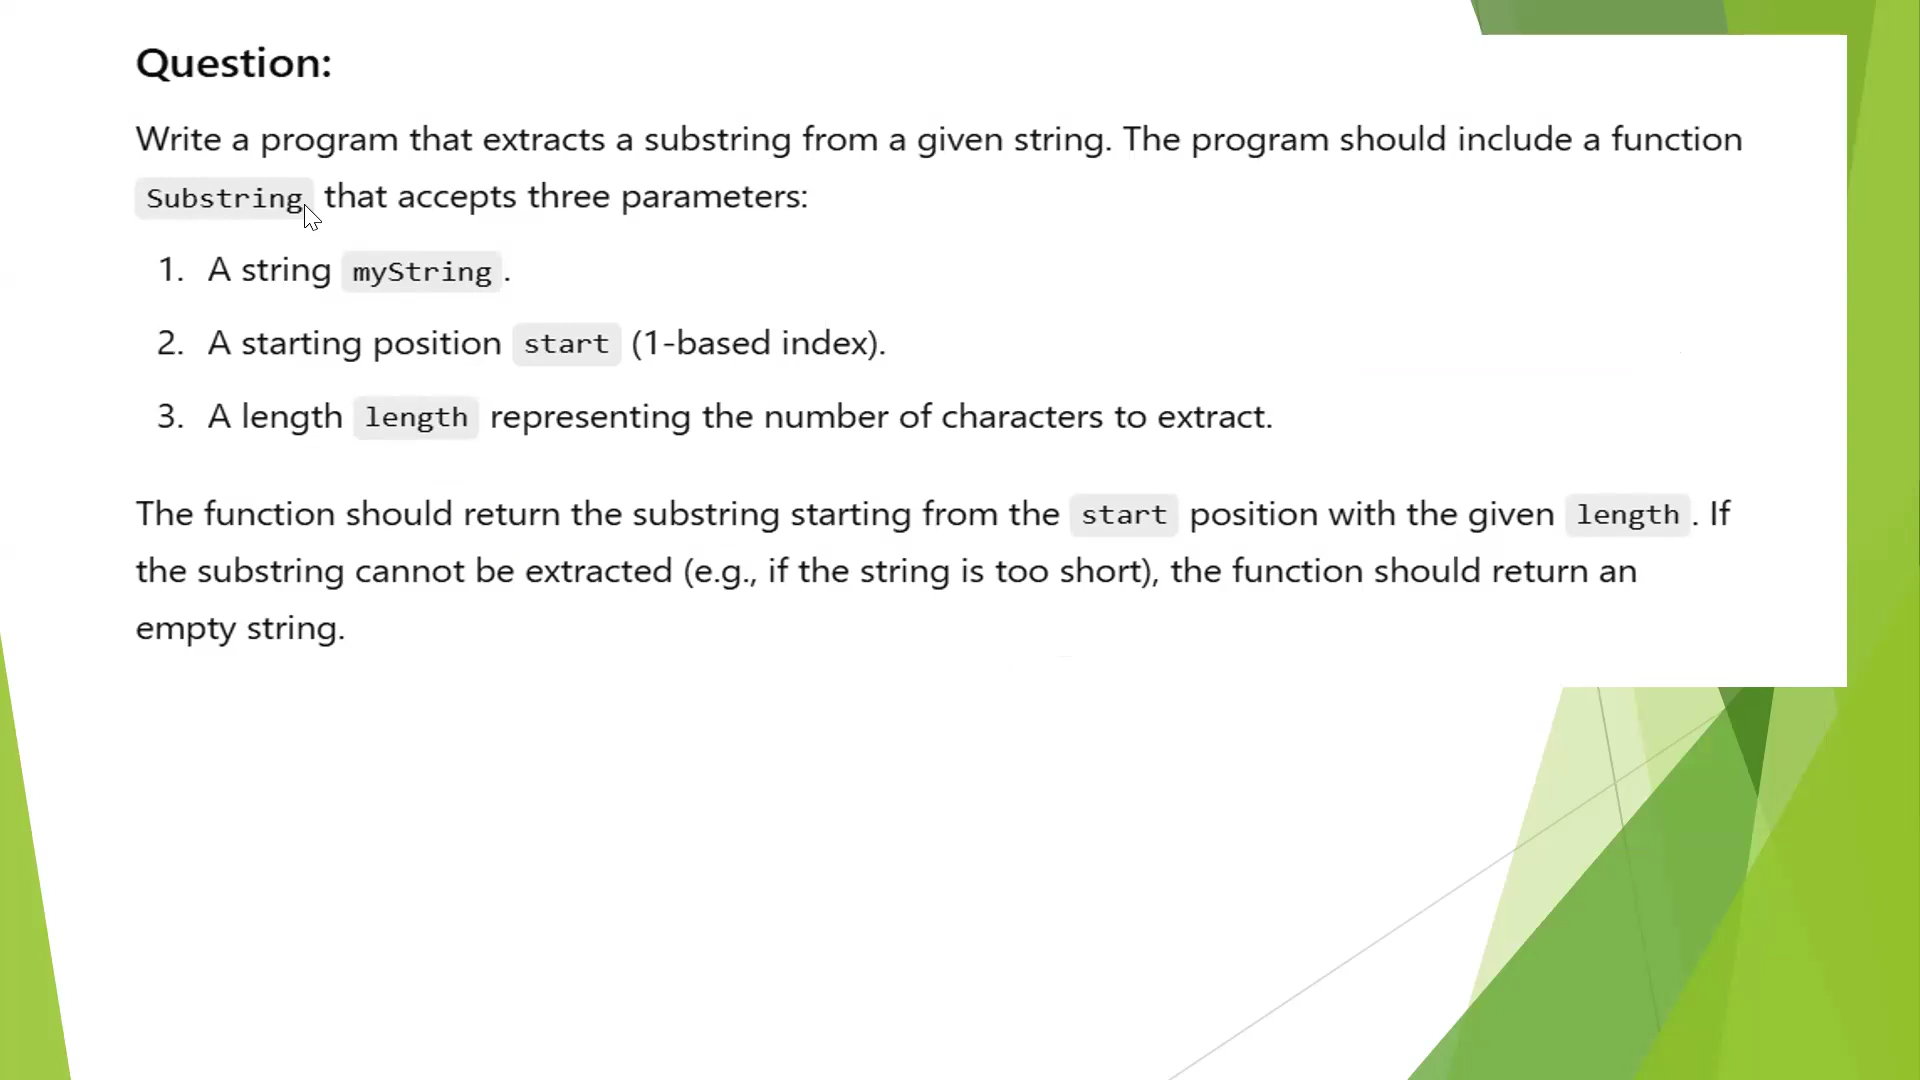 Question:
Write a program that extracts a substring from a given string. The program should include a function
Substring that accepts three parameters:
1. A string myString.
2. A starting position start (1-based index).
3. A length length representing the number of characters to extract.
The function should return the substring starting from the start position with the given length. If
the substring cannot be extracted (e.g., if the string is too short), the function should return an
empty string.